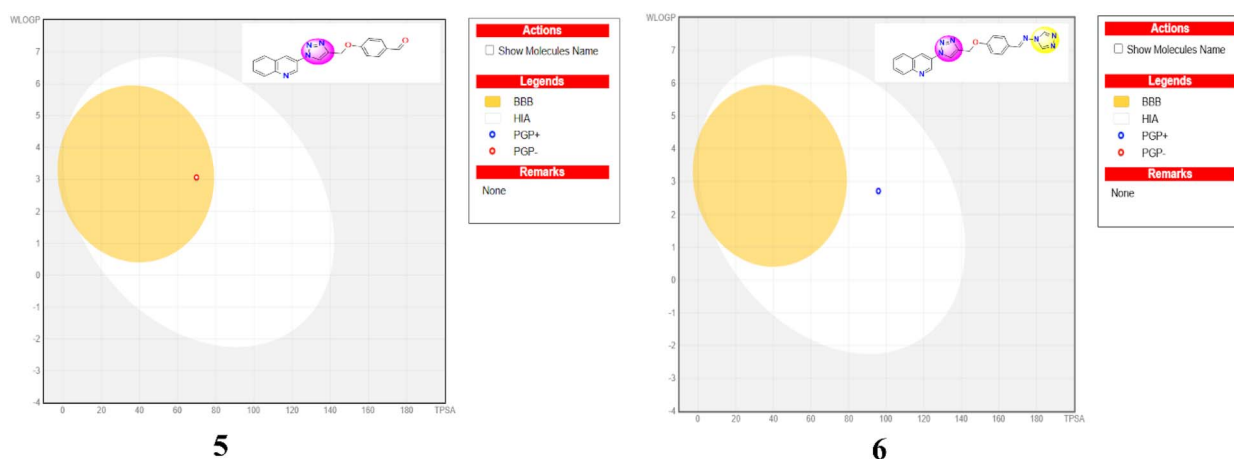 WLOGP
7
6
5
4
3
2
1
0
-1
-2
-3
-4
0 20 40 60 80 100 120 140 160 180 TPSA
N N
N
N
O
O
Actions
Show Molecules Name
Legends
BBB
HIA
PGP+
PGP-
Remarks
None
5
WLOGP
7
6
5
4
3
2
1
0
-1
-2
-3
-4
0 20 40 60 80 100 120 140 160 180 TPSA
N N
N
N
O
N
N
N
N
Actions
Show Molecules Name
Legends
BBB
HIA
PGP+
PGP-
Remarks
None
6